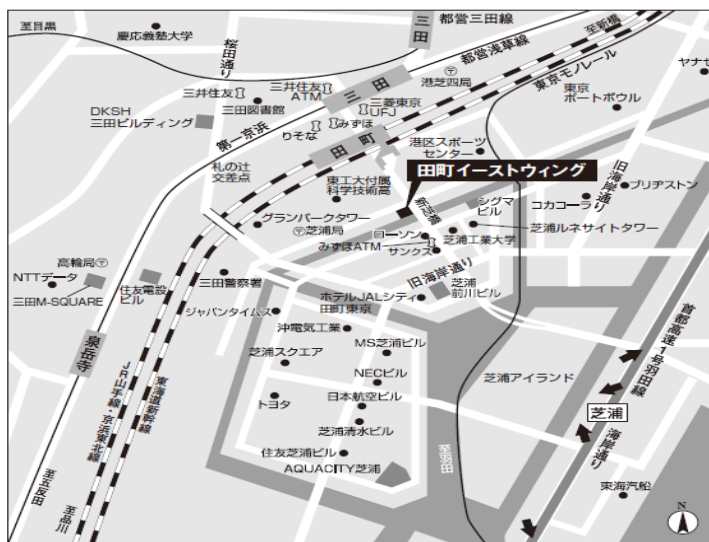 至目黒
慶応義塾大学
桜田通り
三田
都営三田線
都営浅草線
至新橋
東京モノレール
ヤナセ
三井住友
三井住友
ATM
三田図書館
三田
港芝四局
三菱東京
UFJ
東京
ポートボウル
DKSH
三田ビルディング
第一京浜
りそな
みずほ
田町
港区スポーツ
センター
札の辻
交差点
東工大付属
科学技術高
田町イーストウィング
旧海岸通り
ブリヂストン
グランパークタワー
芝浦局
新芝橋
シグマ
ビル
コカコーラ
ローソン
みずほATM
サンクス
芝浦工業大学
芝浦ルネサイトタワー
高輪局
NTTデータ
三田M-SQUARE
住友電設
ビル
三田警察署
旧海岸通り
芝浦
前川ビル
ホテルJALシティ
田町東京
ジャパンタイムス
沖電気工業
首都高速1号羽田線
泉岳寺
JR山手線・京浜東北線
東海道新幹線
芝浦スクエア
MS芝浦ビル
NECビル
芝浦アイランド
トヨタ
日本航空ビル
芝浦
海岸通り
芝浦清水ビル
住友芝浦ビル
AQUACITY芝浦
至羽田
至五反田
至品川
東海汽船
N